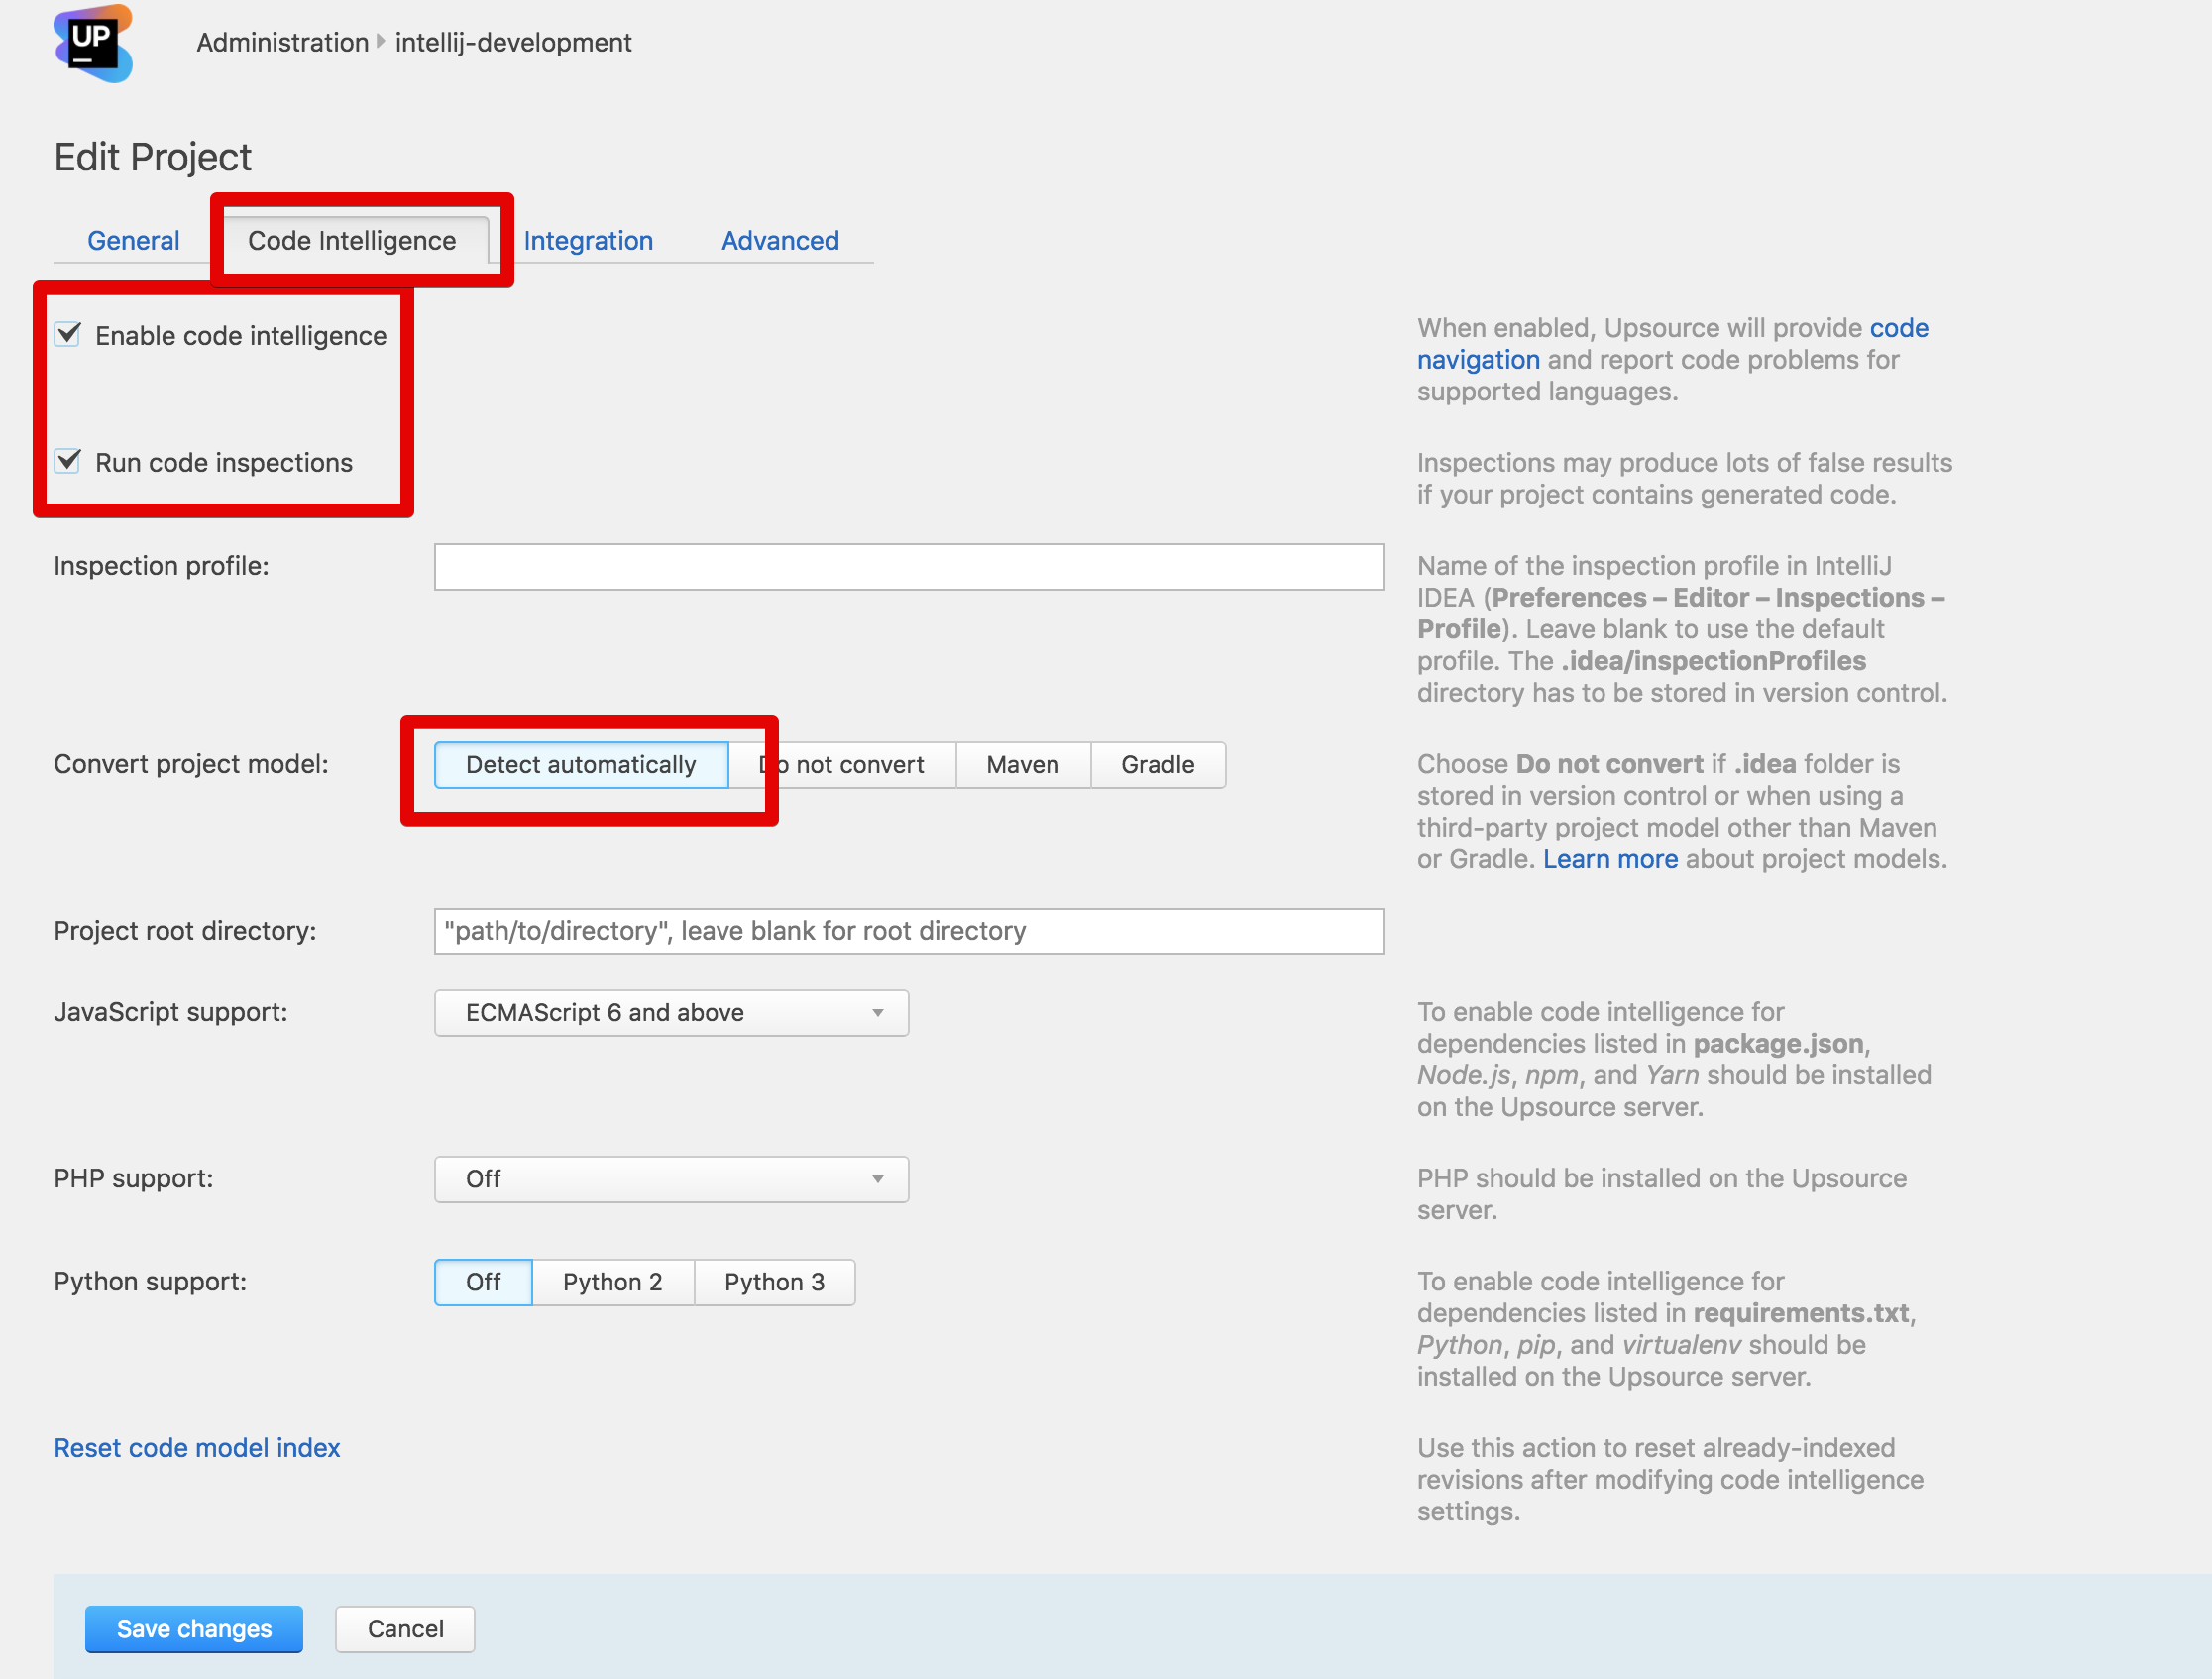 UP
Administration intellij-development
Edit Project
General Code Intelligence Integration Advanced
Enable code intelligence
When enabled, Upsource will provide code
navigation and report code problems for
supported languages.
Run code inspections
Inspections may produce lots of false results
if your project contains generated code.
Inspection profile:
Name of the inspection profile in IntelliJ
IDEA (Preferences – Editor – Inspections –
Profile). Leave blank to use the default
profile. The .idea/inspectionProfiles
directory has to be stored in version control.
Convert project model: Detect automatically Do not convert Maven Gradle
Choose Do not convert if .idea folder is
stored in version control or when using a
third-party project model other than Maven
or Gradle. Learn more about project models.
Project root directory: "path/to/directory", leave blank for root directory
JavaScript support: ECMAScript 6 and above
To enable code intelligence for
dependencies listed in package.json,
Node.js, npm, and Yarn should be installed
on the Upsource server.
PHP support: Off
PHP should be installed on the Upsource
server.
Python support: Off Python 2 Python 3
To enable code intelligence for
dependencies listed in requirements.txt,
Python, pip, and virtualenv should be
installed on the Upsource server.
Reset code model index
Use this action to reset already-indexed
revisions after modifying code intelligence
settings.
Save changes Cancel